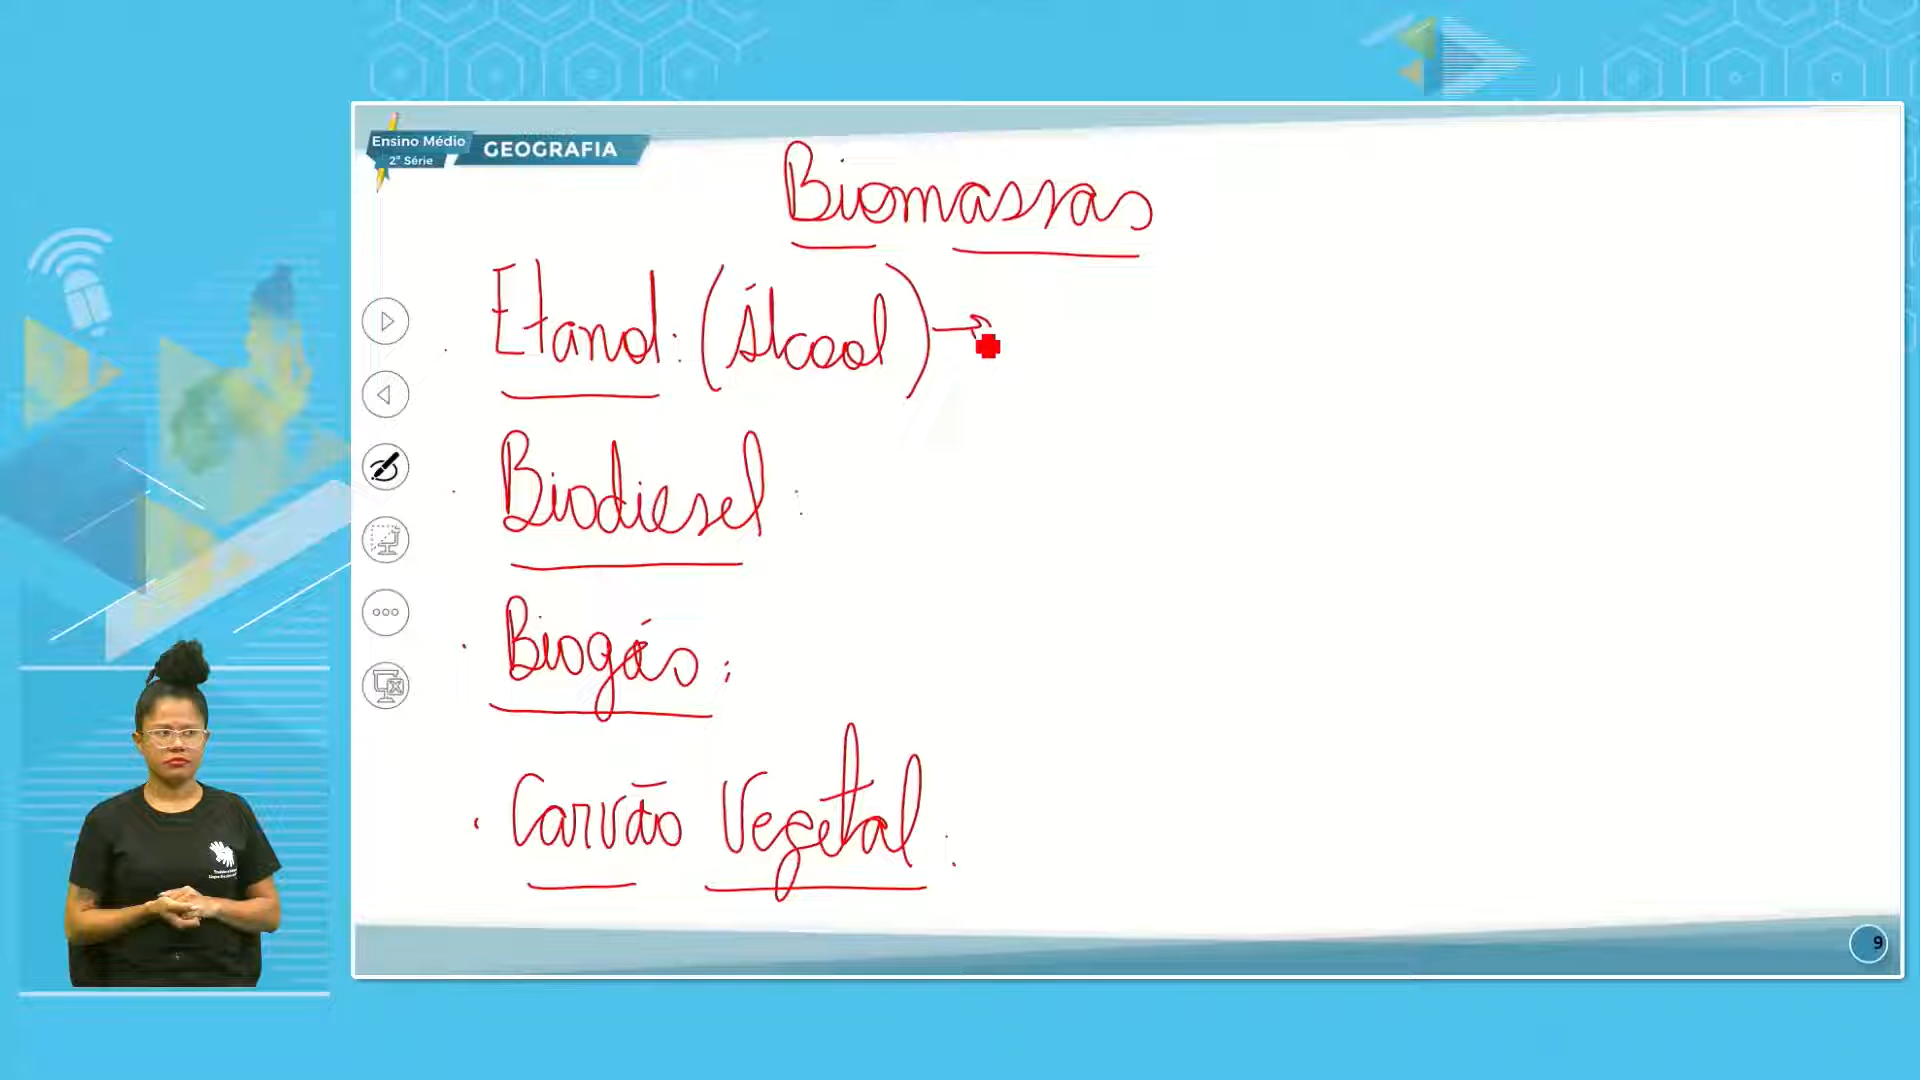 Ensino Médio
2ª Série
GEOGRAFIA
Biomassas
Etanol: (Álcool) →
· Biodiesel:
· Biogás:
· Carvão Vegetal:
9